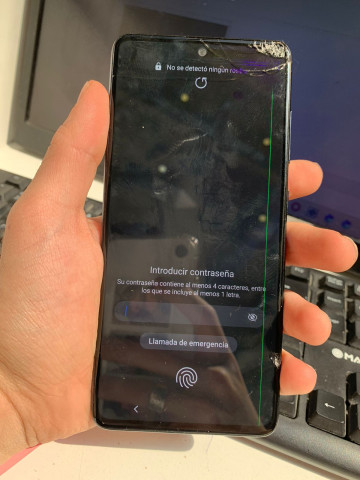 No se detectó ningún
Introducir contraseña
Su contraseña contiene al menos 4 caracteres, entre
los que se incluye al menos 1 letra.
Llamada de emergencia